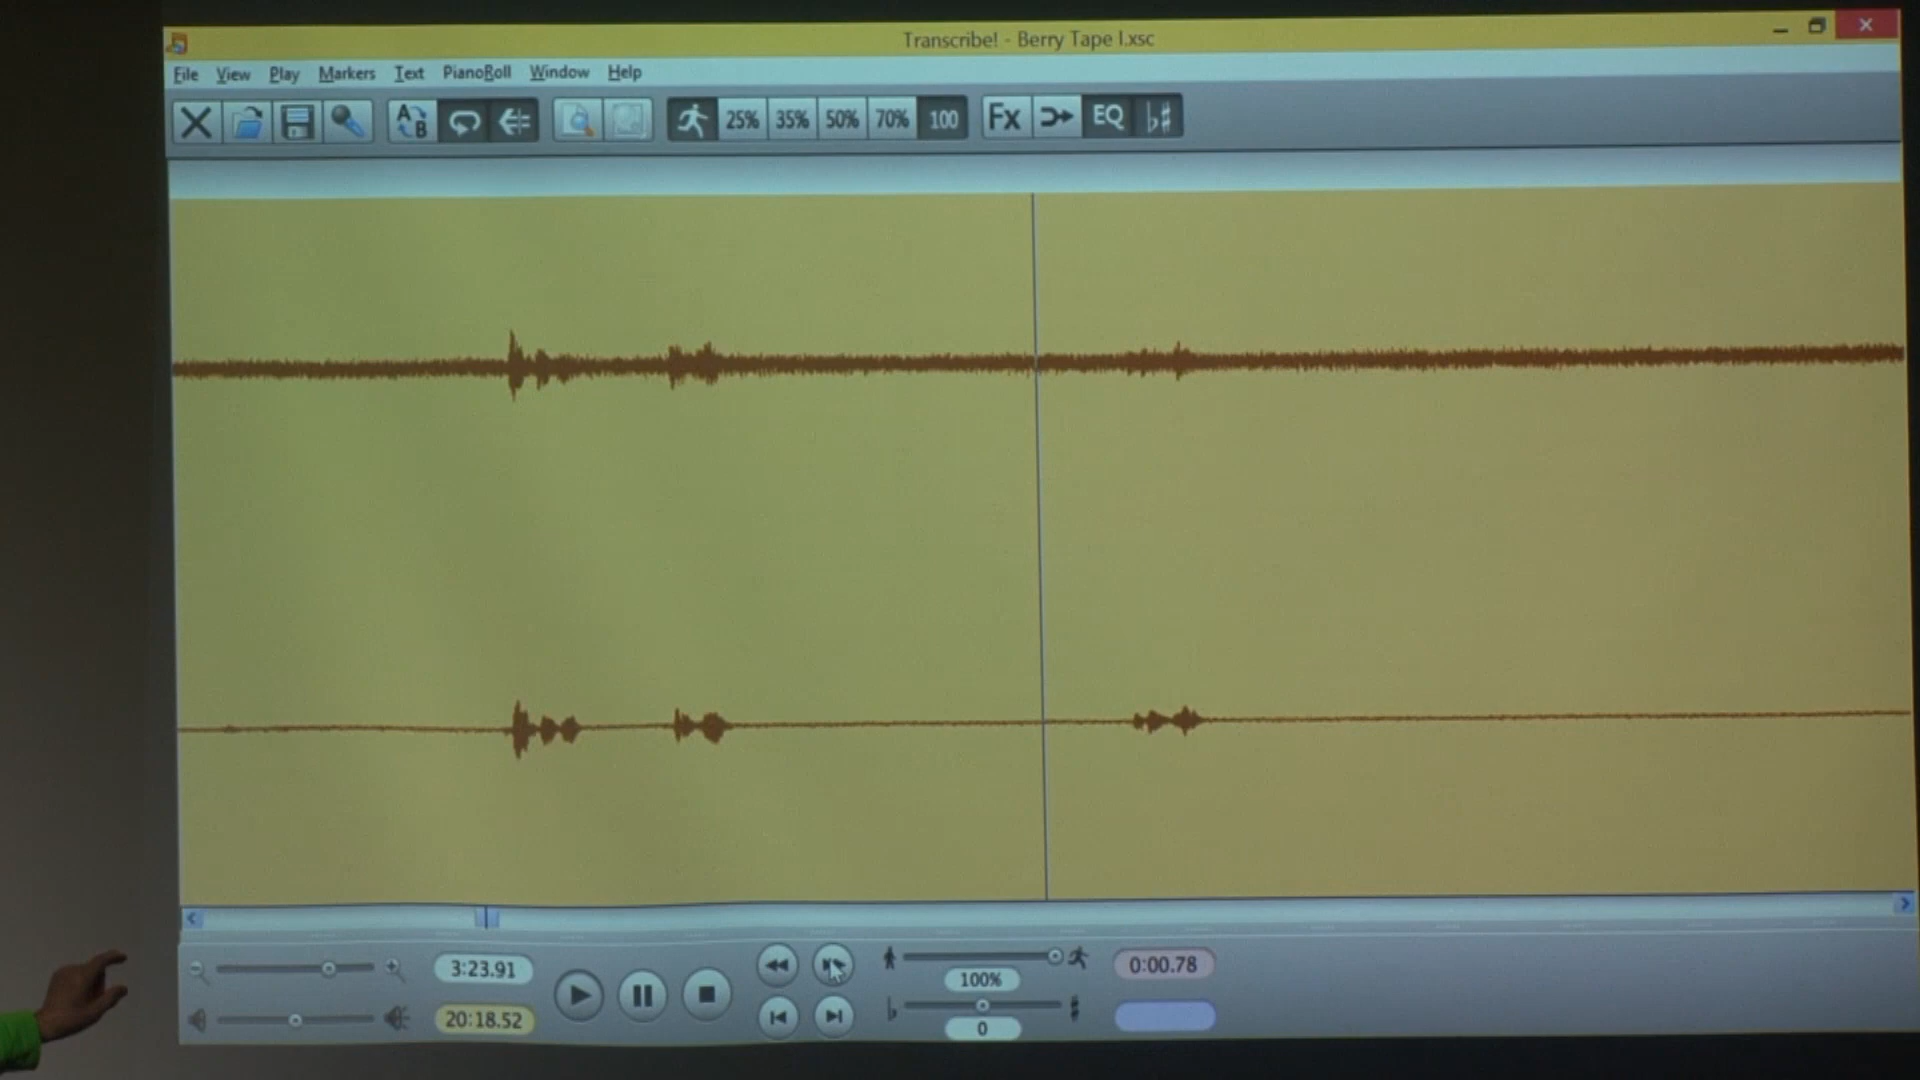 Transcribe! - Berry Tape I.xsc
File View Play Markers Text PianoRoll Window Help
A B 25% 35% 50% 70% 100 Fx EQ
3:23.91 100% 0:00.78
20:18.52 0